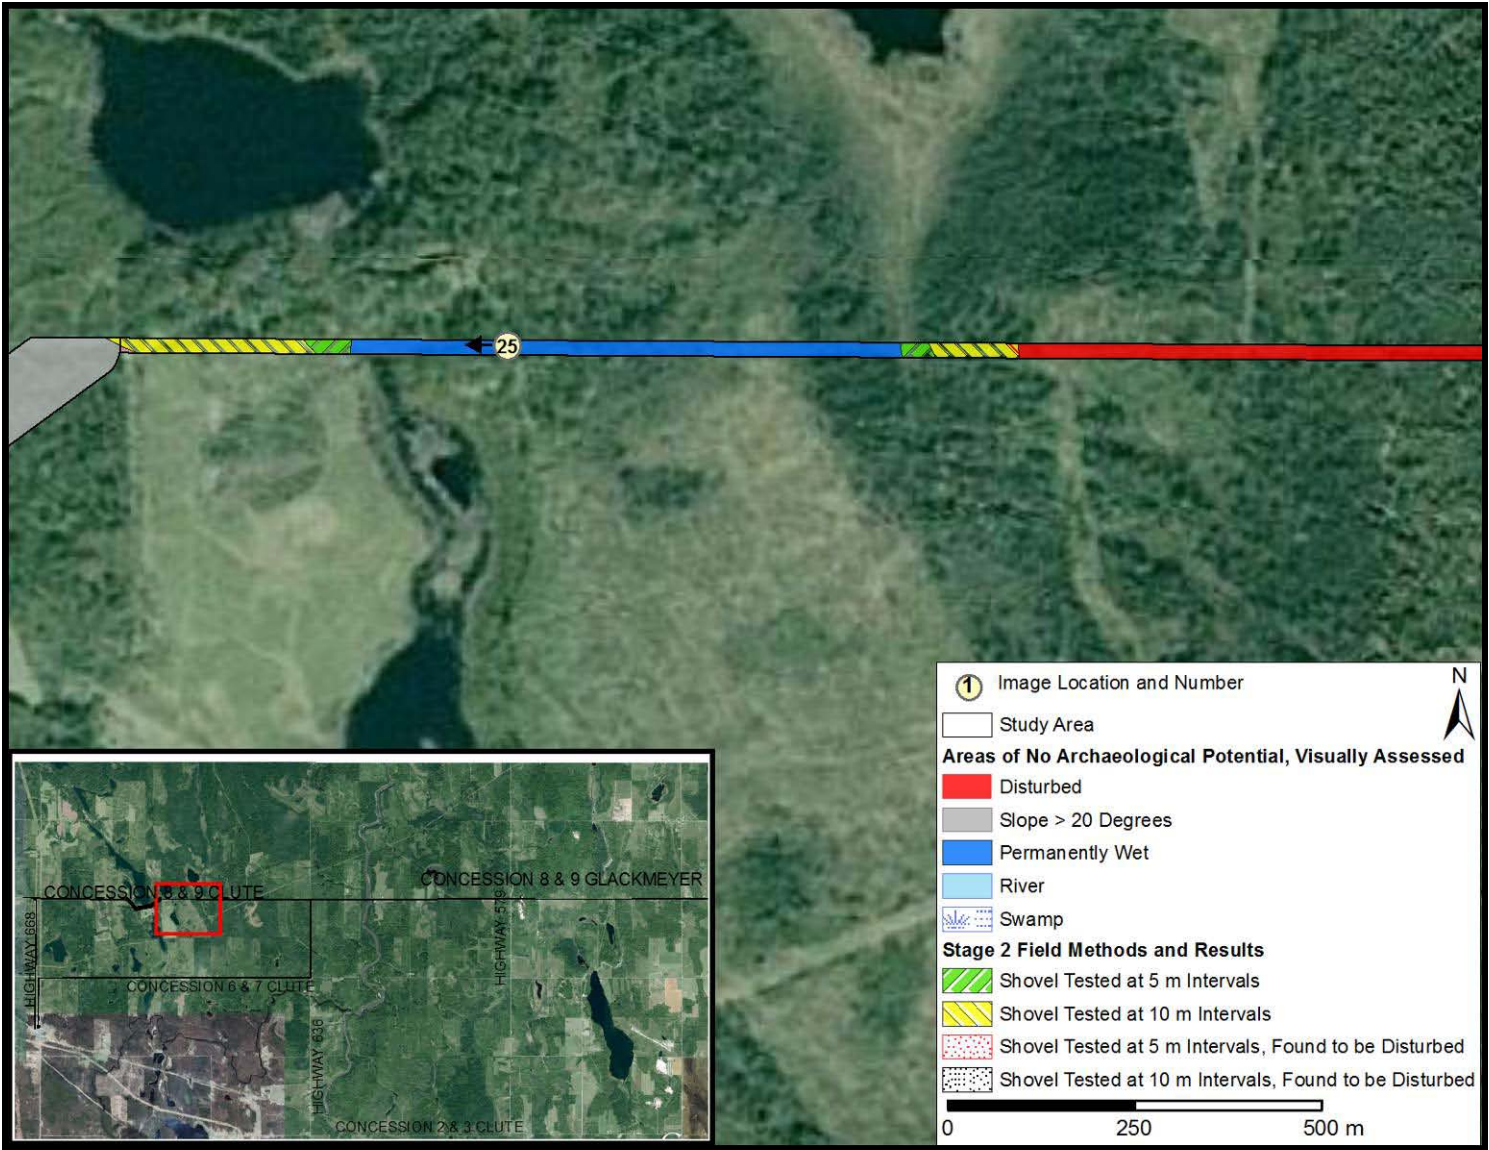 25
1 Image Location and Number
N
Study Area
Areas of No Archaeological Potential, Visually Assessed
Disturbed
Slope > 20 Degrees
Permanently Wet
River
Swamp
Stage 2 Field Methods and Results
Shovel Tested at 5 m Intervals
Shovel Tested at 10 m Intervals
Shovel Tested at 5 m Intervals, Found to be Disturbed
Shovel Tested at 10 m Intervals, Found to be Disturbed
0 250 500 m
CONCESSION 8 & 9 CLUTE
CONCESSION 8 & 9 GLACKMEYER
HIGHWAY 668
HIGHWAY 579
CONCESSION 6 & 7 CLUTE
HIGHWAY 636
CONCESSION 2 & 3 CLUTE